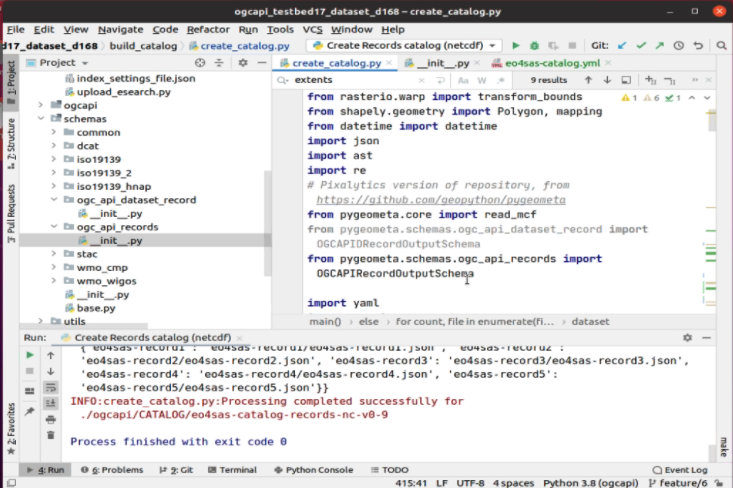 ogcapi_testbed17_dataset_d168 – create_catalog.py
File Edit View Navigate Code Refactor Run Tools VCS Window Help
d17_dataset_d168 build_catalog create_catalog.py Create Records catalog (netcdf) Git:
Project create_catalog.py __init__.py eo4sas-catalog.yml
extents Aa W 9 results
index_settings_file.json
upload_esearch.py
ogcapi
schemas
common
dcat
iso19139
iso19139_2
iso19139_hnap
ogc_api_dataset_record
__init__.py
ogc_api_records
__init__.py
stac
wmo_cmp
wmo_wigos
__init__.py
base.py
utils
1: Project
7: Structure
Pull Requests
2: Favorites
1 6 1
from rasterio.warp import transform_bounds
from shapely.geometry import Polygon, mapping
from datetime import datetime
import json
import ast
import re
# Pixalytics version of repository, from
https://github.com/geopython/pygeometa
from pygeometa.core import read_mcf
from pygeometa.schemas.ogc_api_dataset_record import
OGCAPIDRecordOutputSchema
from pygeometa.schemas.ogc_api_records import
OGCAPIRecordOutputSchema
import yaml
main() else for count, file in enumerate(fi... dataset
Run: Create Records catalog (netcdf)
{'eo4sas-record1': 'eo4sas-record1/eo4sas-record1.json', 'eo4sas-record2':
'eo4sas-record2/eo4sas-record2.json', 'eo4sas-record3': 'eo4sas-record3/eo4sas-record3.json',
'eo4sas-record4': 'eo4sas-record4/eo4sas-record4.json', 'eo4sas-record5':
'eo4sas-record5/eo4sas-record5.json'}}
INFO:create_catalog.py:Processing completed successfully for
./ogcapi/CATALOG/eo4sas-catalog-records-nc-v0-9
Process finished with exit code 0
make
4: Run 6: Problems 9: Git Terminal Python Console TODO Event Log
415:41 LF UTF-8 4 spaces Python 3.8 (ogcapi) feature/6